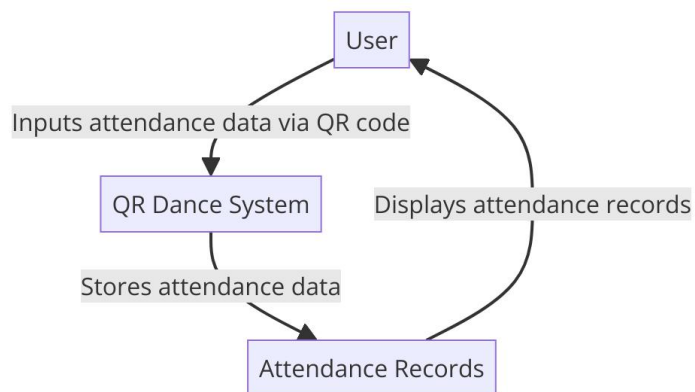 User
Inputs attendance data via QR code
QR Dance System
Displays attendance records
Stores attendance data
Attendance Records